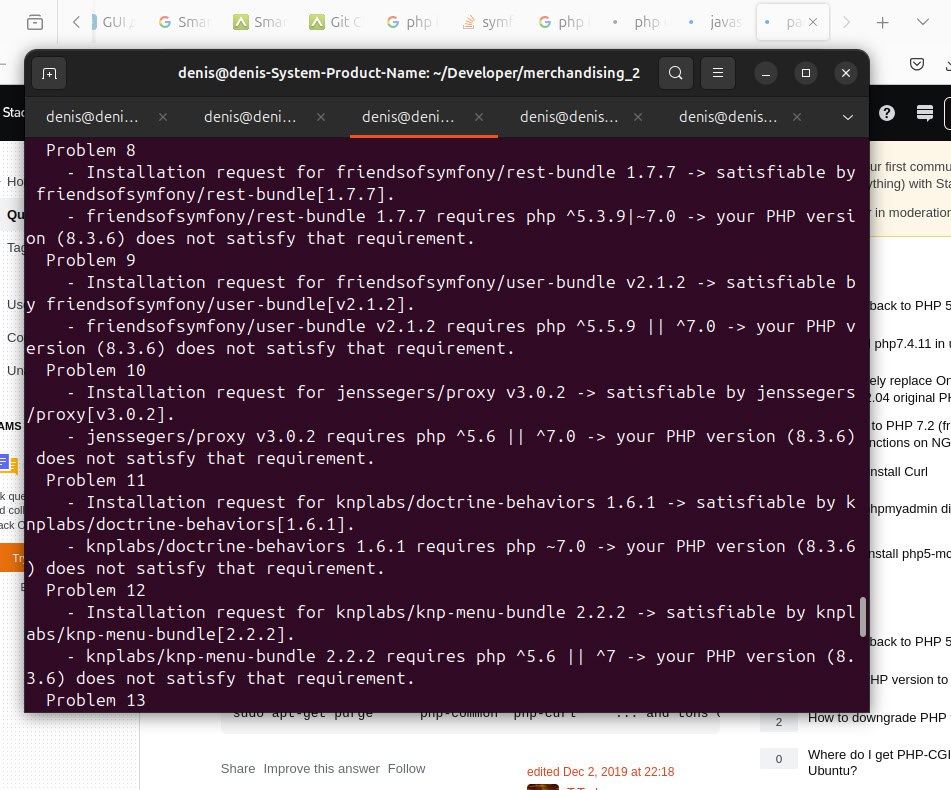 GUI
Smar
Smar
Git C
php
symf
php
php
javas
pa
denis@denis-System-Product-Name: ~/Developer/merchandising_2
denis@deni...
denis@deni...
denis@deni...
denis@denis...
denis@denis...
Problem 8
- Installation request for friendsofsymfony/rest-bundle 1.7.7 -> satisfiable by
friendsofsymfony/rest-bundle[1.7.7].
- friendsofsymfony/rest-bundle 1.7.7 requires php ^5.3.9|~7.0 -> your PHP versi
on (8.3.6) does not satisfy that requirement.
Problem 9
- Installation request for friendsofsymfony/user-bundle v2.1.2 -> satisfiable b
y friendsofsymfony/user-bundle[v2.1.2].
- friendsofsymfony/user-bundle v2.1.2 requires php ^5.5.9 || ^7.0 -> your PHP v
ersion (8.3.6) does not satisfy that requirement.
Problem 10
- Installation request for jenssegers/proxy v3.0.2 -> satisfiable by jenssegers
/proxy[v3.0.2].
- jenssegers/proxy v3.0.2 requires php ^5.6 || ^7.0 -> your PHP version (8.3.6)
does not satisfy that requirement.
Problem 11
- Installation request for knplabs/doctrine-behaviors 1.6.1 -> satisfiable by k
nplabs/doctrine-behaviors[1.6.1].
- knplabs/doctrine-behaviors 1.6.1 requires php ~7.0 -> your PHP version (8.3.6
) does not satisfy that requirement.
Problem 12
- Installation request for knplabs/knp-menu-bundle 2.2.2 -> satisfiable by knpl
abs/knp-menu-bundle[2.2.2].
- knplabs/knp-menu-bundle 2.2.2 requires php ^5.6 || ^7 -> your PHP version (8.
3.6) does not satisfy that requirement.
Problem 13
Stac
Ho
Qu
Tag
Us
Co
Un
AMS
k que
d coll
ack O
Tr
ur first commu
ything) with Sta
r in moderation
back to PHP 5
php7.4.11 in u
ely replace Or
2.04 original PH
to PHP 7.2 (fr
nctions on NG
nstall Curl
hpmyadmin di
nstall php5-mc
back to PHP 5
HP version to
sudo apt-get purge php-common php-curl ... and tons
2
How to downgrade PHP
0
Where do I get PHP-CGI
Ubuntu?
Share Improve this answer Follow
edited Dec 2, 2019 at 22:18